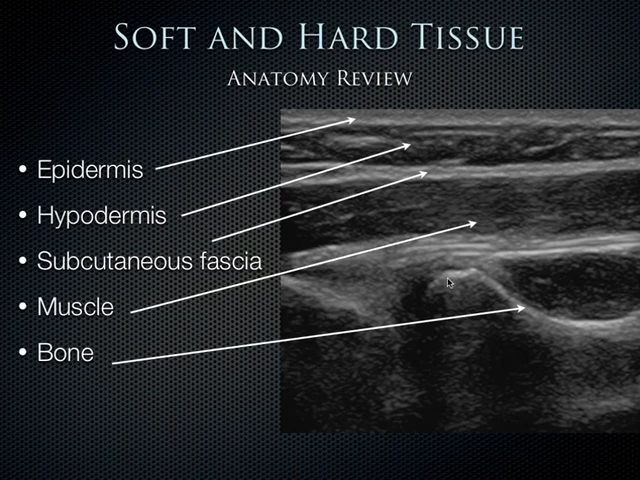 Soft and Hard Tissue
Anatomy Review
• Epidermis
• Hypodermis
• Subcutaneous fascia
• Muscle
• Bone